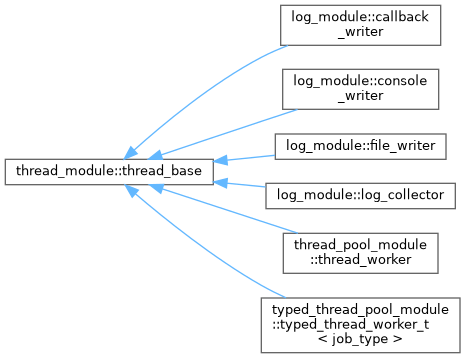 log_module::callback
_writer
log_module::console
_writer
log_module::file_writer
thread_module::thread_base
log_module::log_collector
thread_pool_module
::thread_worker
typed_thread_pool_module
::typed_thread_worker_t
< job_type >